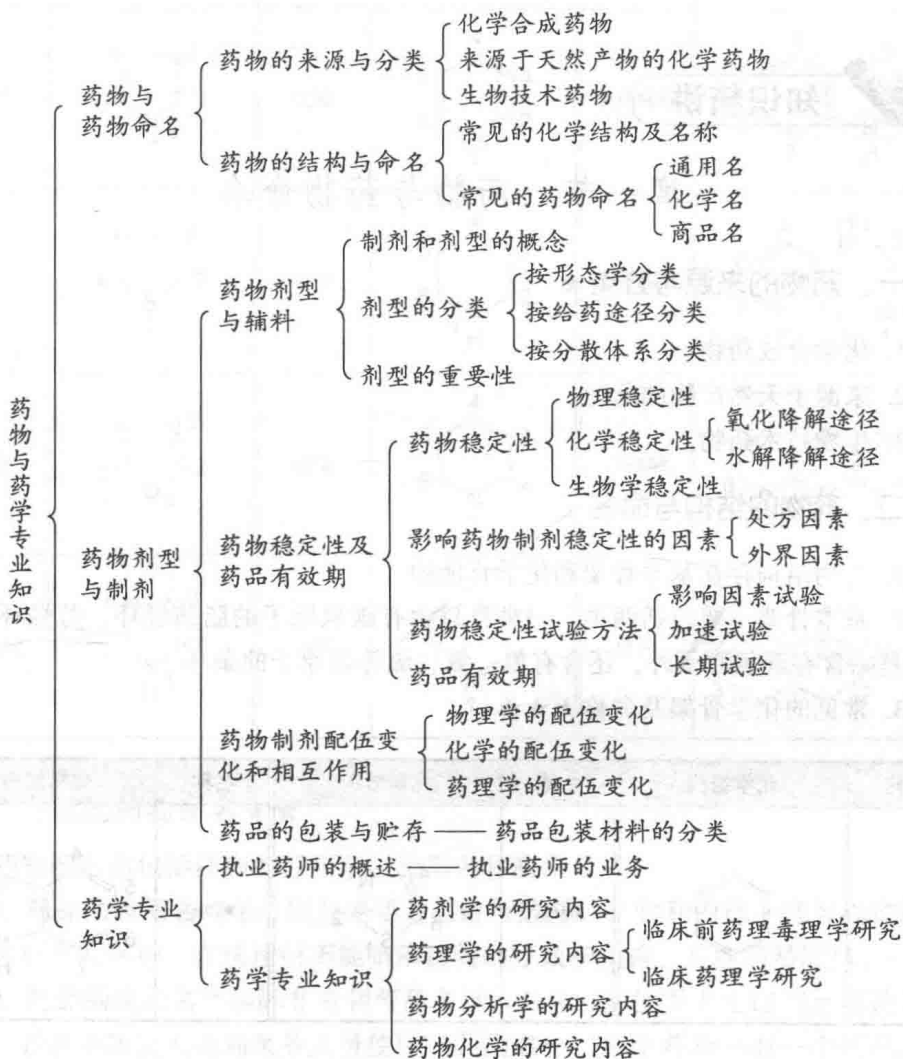 药物与药学专业知识
药物与
药物命名
药物的来源与分类
化学合成药物
来源于天然产物的化学药物
生物技术药物
药物的结构与命名
常见的化学结构及名称
常见的药物命名
通用名
化学名
商品名
药物剂型
与制剂
药物剂型
与辅料
制剂和剂型的概念
剂型的分类
按形态学分类
按给药途径分类
按分散体系分类
剂型的重要性
药物稳定性及
药品有效期
药物稳定性
物理稳定性
化学稳定性
氧化降解途径
水解降解途径
生物学稳定性
影响药物制剂稳定性的因素
处方因素
外界因素
药物稳定性试验方法
影响因素试验
加速试验
长期试验
药品有效期
药物制剂配伍变
化和相互作用
物理学的配伍变化
化学的配伍变化
药理学的配伍变化
药品的包装与贮存 —— 药品包装材料的分类
药学专业
知识
执业药师的概述 —— 执业药师的业务
药学专业知识
药剂学的研究内容
药理学的研究内容
临床前药理毒理学研究
临床药理学研究
药物分析学的研究内容
药物化学的研究内容